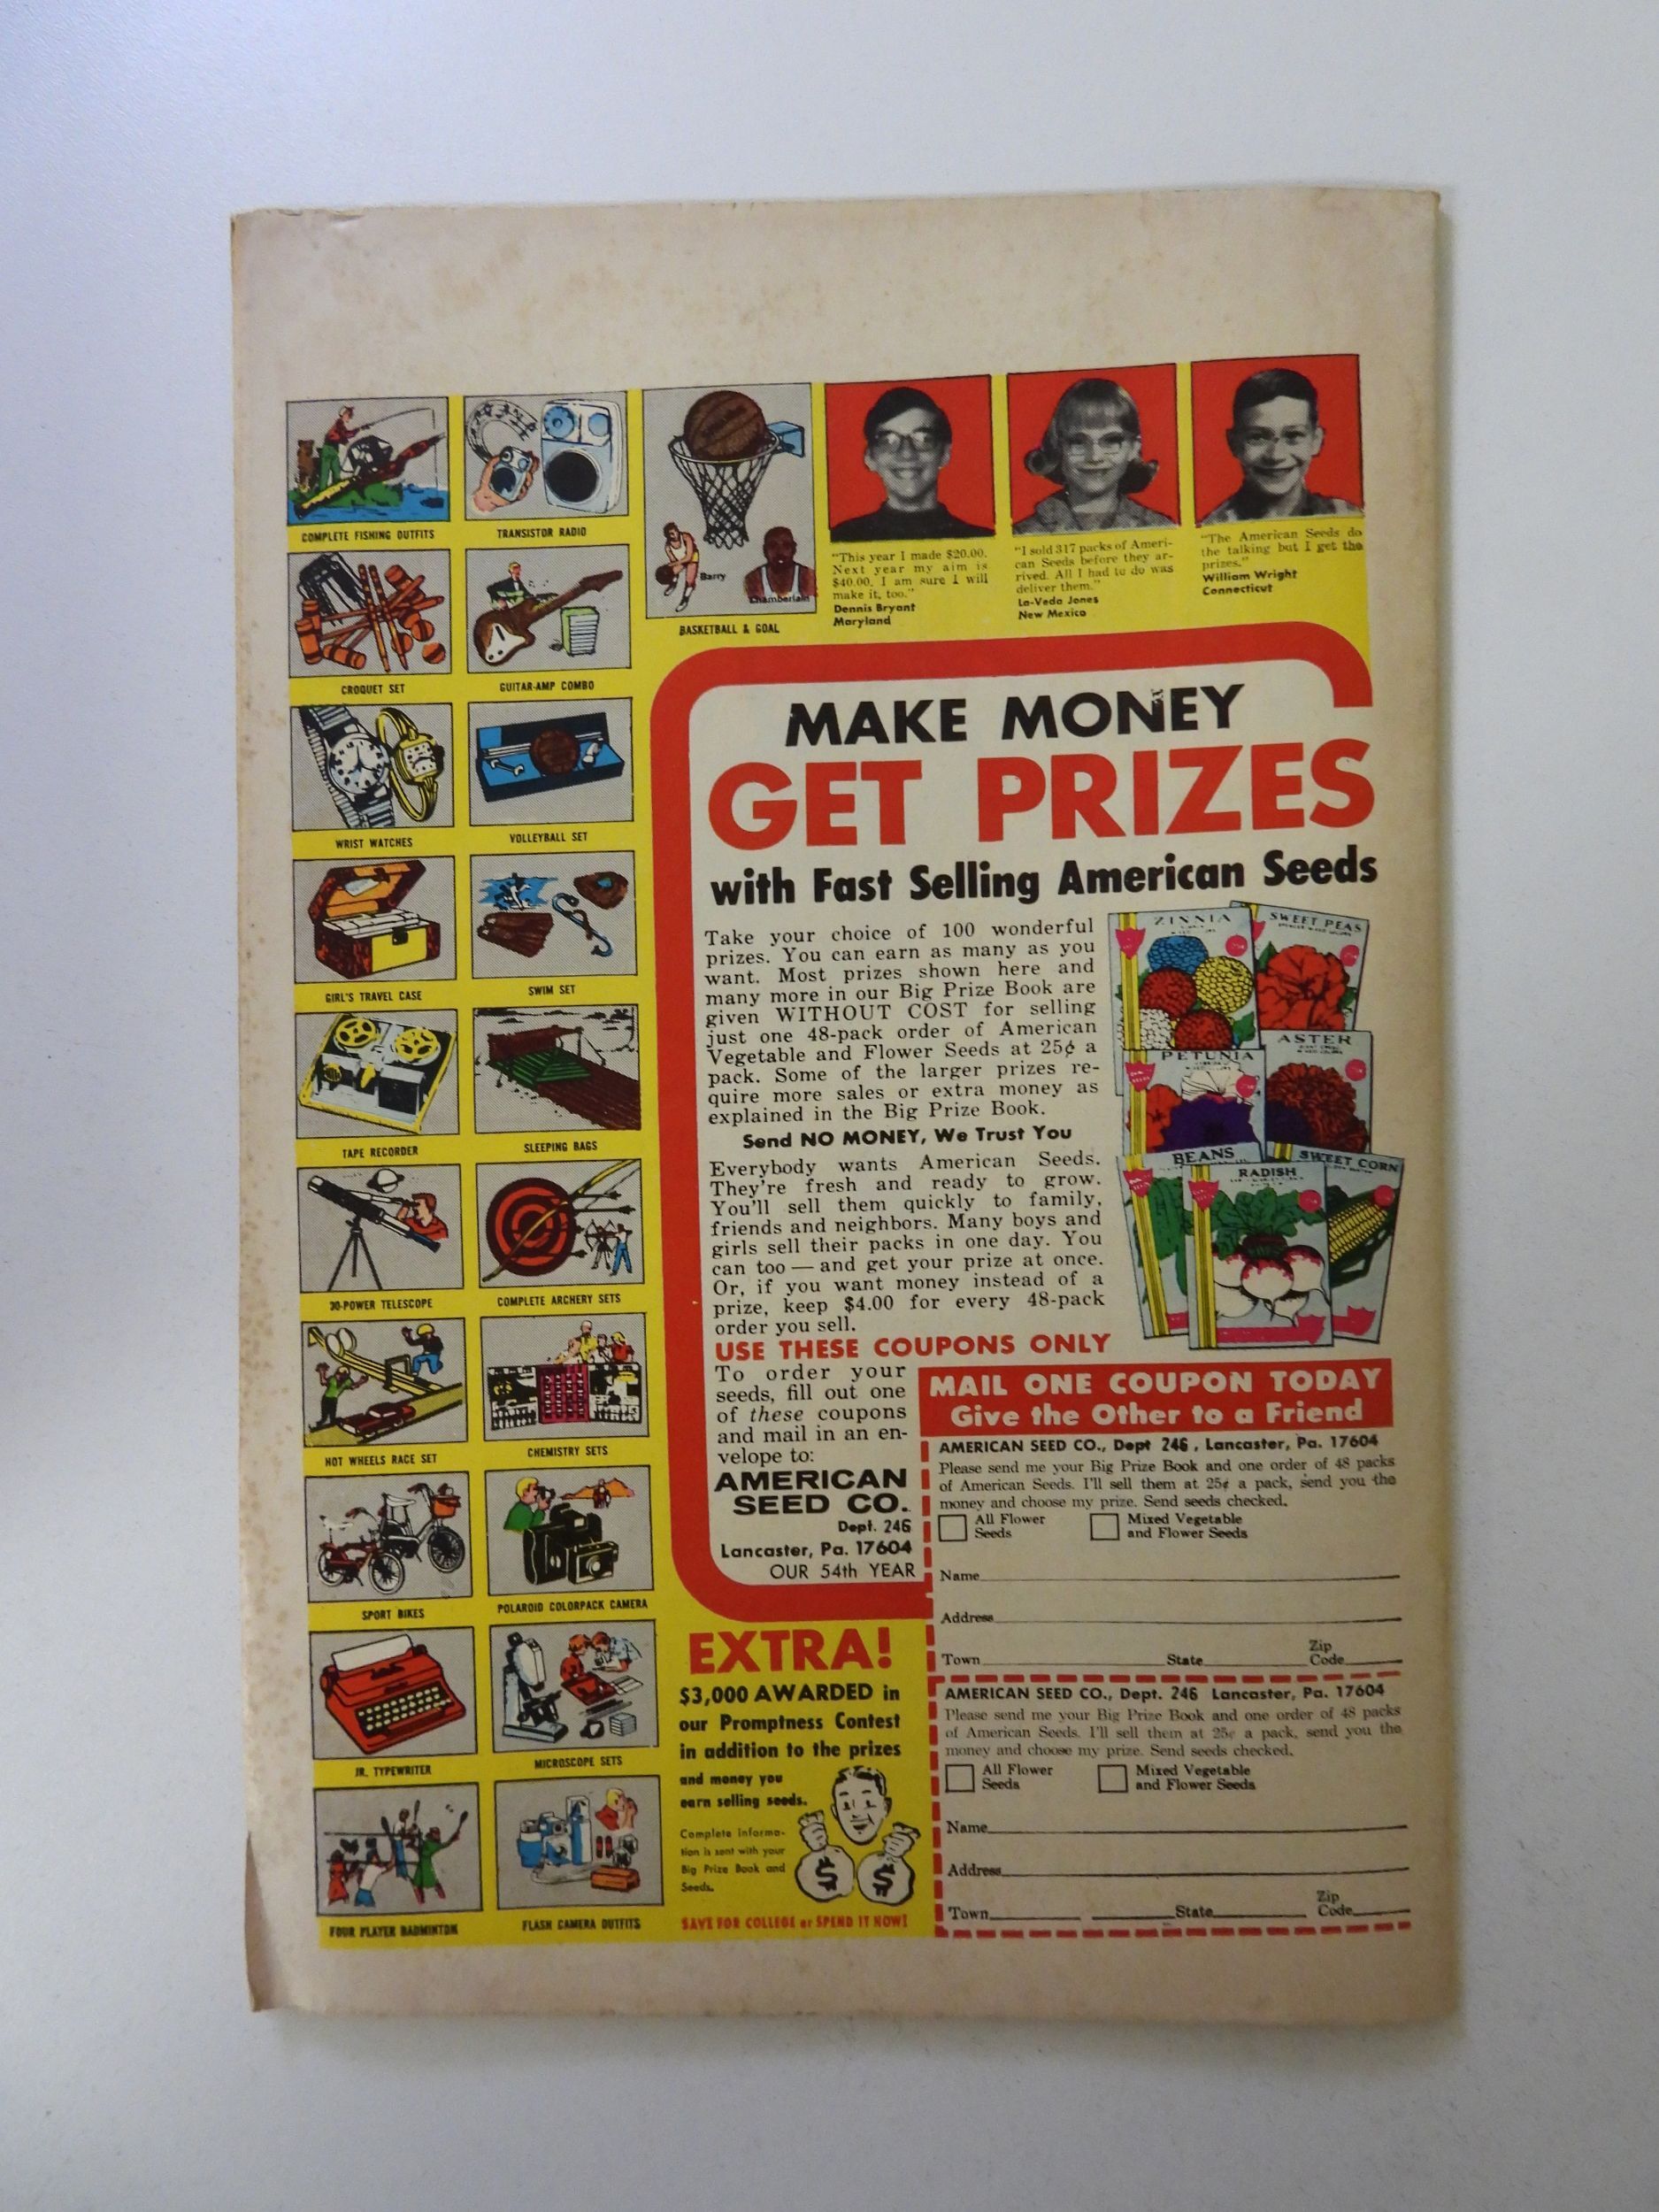 COMPLETE FISHING OUTFITS
TRANSISTOR RADIO
Barry
Chamberlain
BASKETBALL & GOAL
"This year I made $20.00.
Next year my aim is
$40.00. I am sure I will
make it, too."
Dennis Bryant
Maryland
"I sold 317 packs of Ameri-
can Seeds before they ar-
rived. All I had to do was
deliver them."
La-Veda Jones
New Mexico
"The American Seeds do
the talking but I get the
prizes."
William Wright
Connecticut
CROQUET SET
GUITAR-AMP COMBO
WRIST WATCHES
VOLLEYBALL SET
GIRL'S TRAVEL CASE
SWIM SET
TAPE RECORDER
SLEEPING BAGS
30-POWER TELESCOPE
COMPLETE ARCHERY SETS
HOT WHEELS RACE SET
CHEMISTRY SETS
SPORT BIKES
POLAROID COLORPACK CAMERA
JR. TYPEWRITER
MICROSCOPE SETS
FOUR PLAYER BADMINTON
FLASH CAMERA OUTFITS
MAKE MONEY
GET PRIZES
with Fast Selling American Seeds
Take your choice of 100 wonderful
prizes. You can earn as many as you
want. Most prizes shown here and
many more in our Big Prize Book are
given WITHOUT COST for selling
just one 48-pack order of American
Vegetable and Flower Seeds at 25¢ a
pack. Some of the larger prizes re-
quire more sales or extra money as
explained in the Big Prize Book.
Send NO MONEY, We Trust You
Everybody wants American Seeds.
They're fresh and ready to grow.
You'll sell them quickly to family,
friends and neighbors. Many boys and
girls sell their packs in one day. You
can too — and get your prize at once.
Or, if you want money instead of a
prize, keep $4.00 for every 48-pack
order you sell.
ZINNIA
SWEET PEAS
PETUNIA
ASTER
BEANS
RADISH
SWEET CORN
USE THESE COUPONS ONLY
To order your
seeds, fill out one
of these coupons
and mail in an en-
velope to:
AMERICAN
SEED CO.
Dept. 246
Lancaster, Pa. 17604
OUR 54th YEAR
MAIL ONE COUPON TODAY
Give the Other to a Friend
AMERICAN SEED CO., Dept 246, Lancaster, Pa. 17604
Please send me your Big Prize Book and one order of 48 packs
of American Seeds. I'll sell them at 25¢ a pack, send you the
money and choose my prize. Send seeds checked.
All Flower
Seeds
Mixed Vegetable
and Flower Seeds
Name
Address
Town State Zip
Code
EXTRA!
$3,000 AWARDED in
our Promptness Contest
in addition to the prizes
and money you
earn selling seeds.
Complete Informa-
tion is sent with your
Big Prize Book and
Seeds.
$ $
SAVE FOR COLLEGE or SPEND IT NOW!
AMERICAN SEED CO., Dept. 246 Lancaster, Pa. 17604
Please send me your Big Prize Book and one order of 48 packs
of American Seeds. I'll sell them at 25¢ a pack, send you the
money and choose my prize. Send seeds checked.
All Flower
Seeds
Mixed Vegetable
and Flower Seeds
Name
Address
Town State Zip
Code